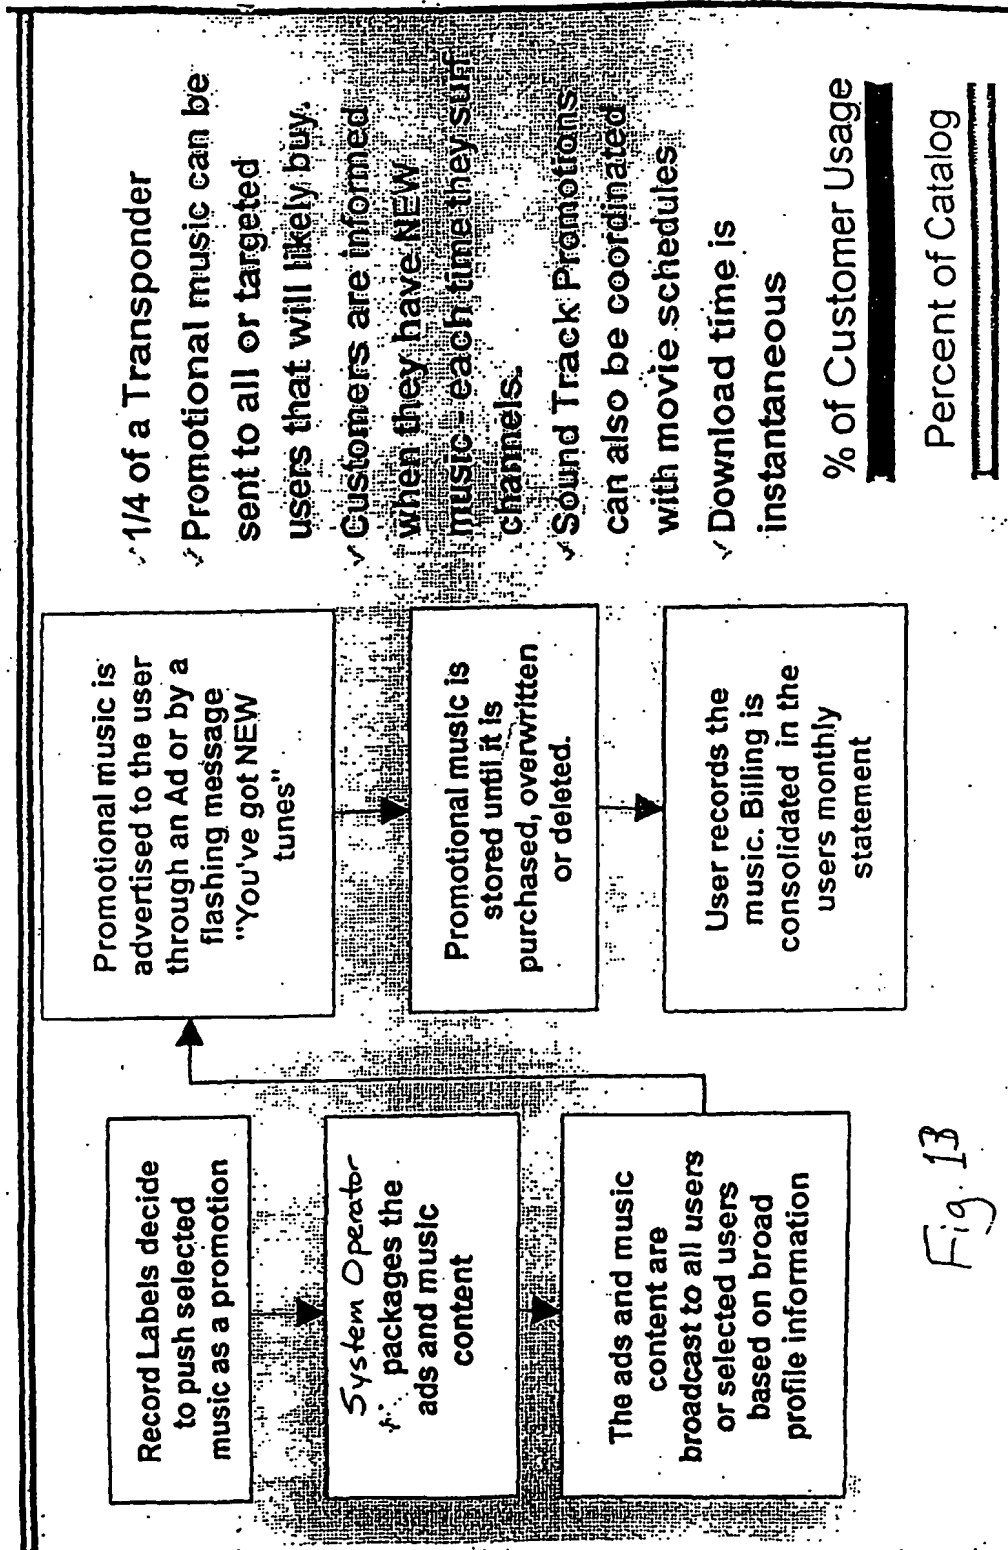 Record Labels decide
to push selected
music as a promotion
System Operator
packages the
ads and music
content
The ads and music
content are
broadcast to all users
or selected users
based on broad
profile information
Promotional music is
advertised to the user
through an Ad or by a
flashing message
"You've got NEW
tunes"
Promotional music is
stored until it is
purchased, overwritten
or deleted.
User records the
music. Billing is
consolidated in the
users monthly
statement
✓1/4 of a Transponder
✓Promotional music can be
sent to all or targeted
users that will likely buy.
✓Customers are informed
when they have NEW
music - each time they surf
channels.
✓Sound Track Promotions
can also be coordinated
with movie schedules
✓Download time is
instantaneous
% of Customer Usage
Percent of Catalog
Fig. 13